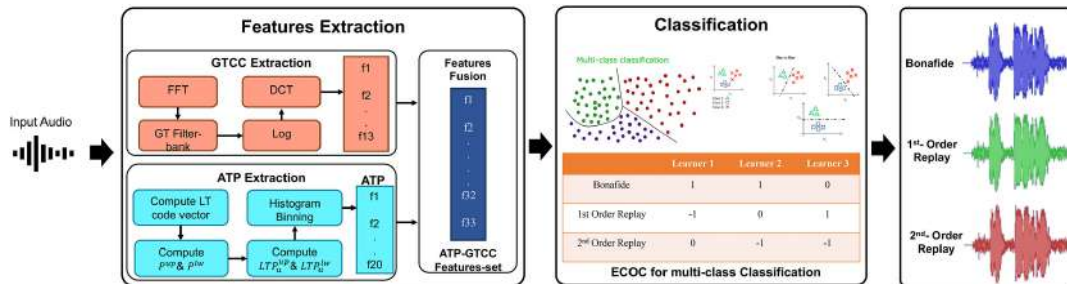 Input Audio
Features Extraction
GTCC Extraction
FFT
DCT
GT Filter-
bank
Log
f1
f2
.
.
f13
ATP Extraction
Compute LT
code vector
Histogram
Binning
Compute
P^up & P^lw
Compute
LTP_u^up & LTP_u^lw
ATP
f1
f2
.
f20
Features
Fusion
f1
f2
.
.
.
.
f32
f33
ATP-GTCC
Features-set
Classification
Multi-class classification
Learner 1 Learner 2 Learner 3
Bonafide 1 1 0
1st Order Replay -1 0 1
2nd Order Replay 0 -1 -1
ECOC for multi-class Classification
Bonafide
1st- Order
Replay
2nd- Order
Replay